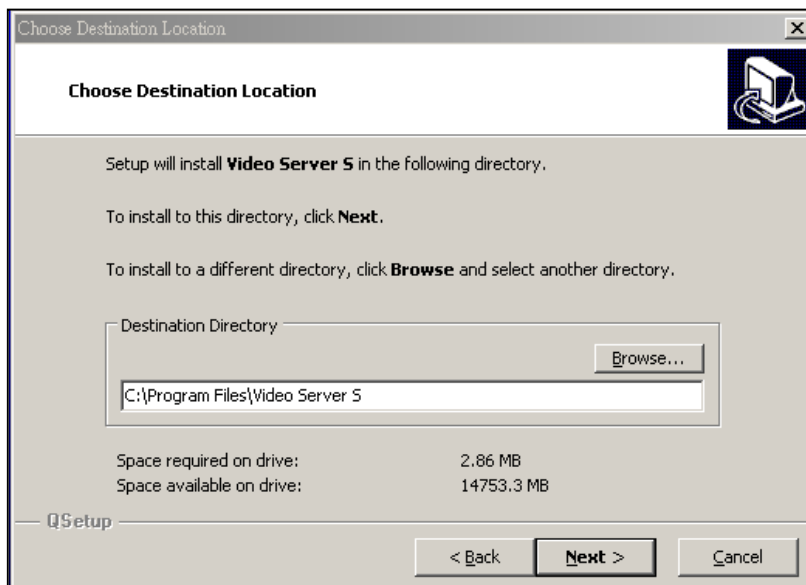 Choose Destination Location
Choose Destination Location
Setup will install Video Server S in the following directory.
To install to this directory, click Next.
To install to a different directory, click Browse and select another directory.
Destination Directory
Browse...
C:\Program Files\Video Server S
Space required on drive: 2.86 MB
Space available on drive: 14753.3 MB
QSetup
< Back Next > Cancel